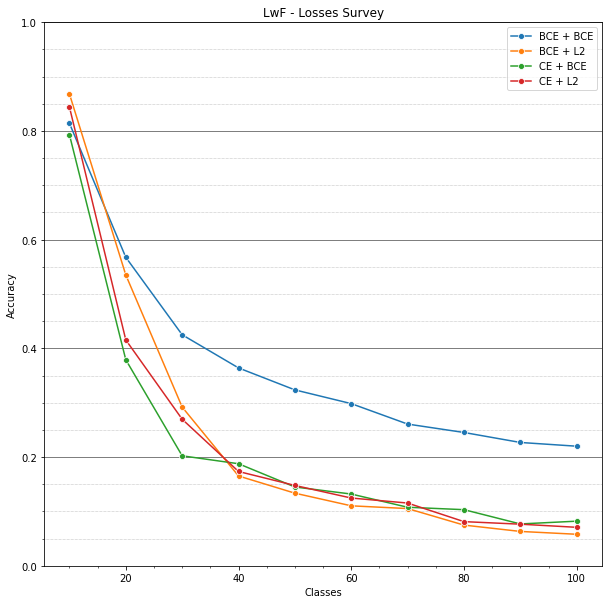 LwF - Losses Survey
BCE + BCE
BCE + L2
CE + BCE
CE + L2
1.0
0.8
0.6
0.4
0.2
0.0
Accuracy
20
40
60
80
100
Classes